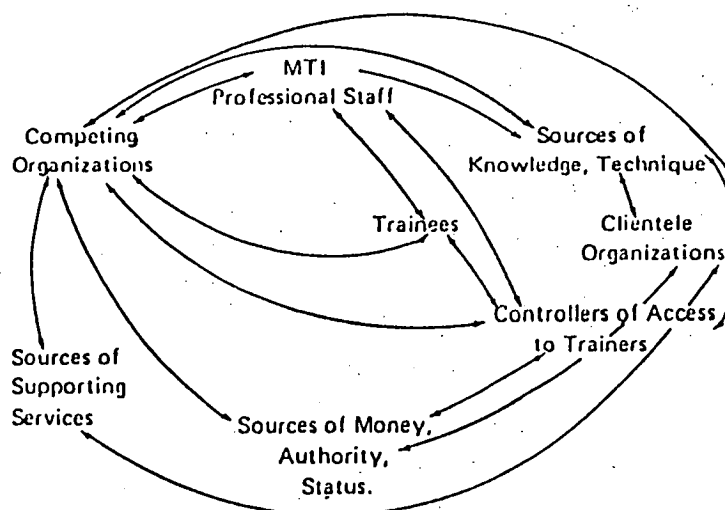 MTI
Professional Staff
Competing
Organizations
Sources of
Knowledge, Technique
Trainees
Clientele
Organizations
Controllers of Access
to Trainers
Sources of
Supporting
Services
Sources of Money,
Authority,
Status.